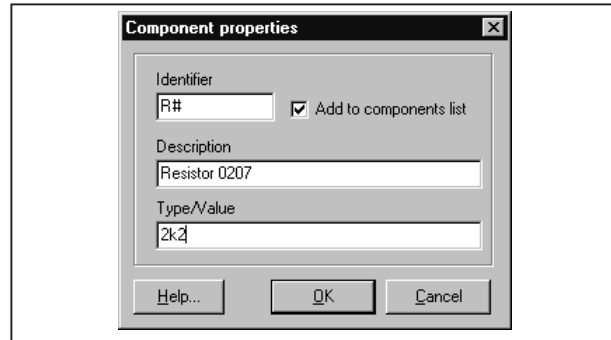 Component properties
Identifier
R#
Add to components list
Description
Resistor 0207
Type/Value
2k2
Help...
OK
Cancel